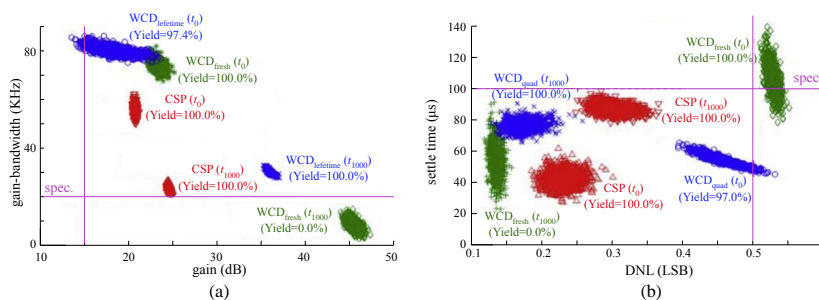 WCD_lefetime (t_0)
(Yield=97.4%)
WCD_fresh (t_0)
(Yield=100.0%)
CSP (t_0)
(Yield=100.0%)
CSP (t_1000)
(Yield=100.0%)
WCD_lefetime (t_1000)
(Yield=100.0%)
spec.
WCD_fresh (t_1000)
(Yield=0.0%)
gain-bandwidth (KHz)
80
60
40
20
0
10 20 30 40 50
gain (dB)
(a)
WCD_fresh (t_0)
(Yield=100.0%)
spec.
WCD_quad (t_1000)
(Yield=100.0%)
CSP (t_1000)
(Yield=100.0%)
WCD_quad (t_0)
(Yield=97.0%)
CSP (t_0)
(Yield=100.0%)
WCD_fresh (t_1000)
(Yield=0.0%)
settle time (μs)
140
120
100
80
60
40
20
0
0.1 0.2 0.3 0.4 0.5
DNL (LSB)
(b)